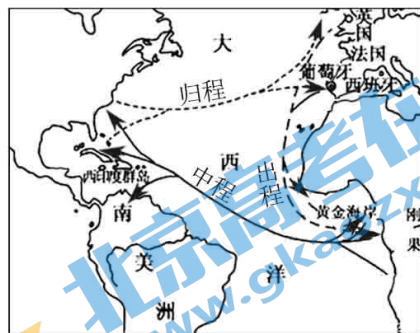 大
西
洋
英
国
法国
葡萄牙
西班牙
归程
出程
中程
西印度群岛
南
美
洲
黄金海岸
刚
果
北京高考在
www.gkaozx